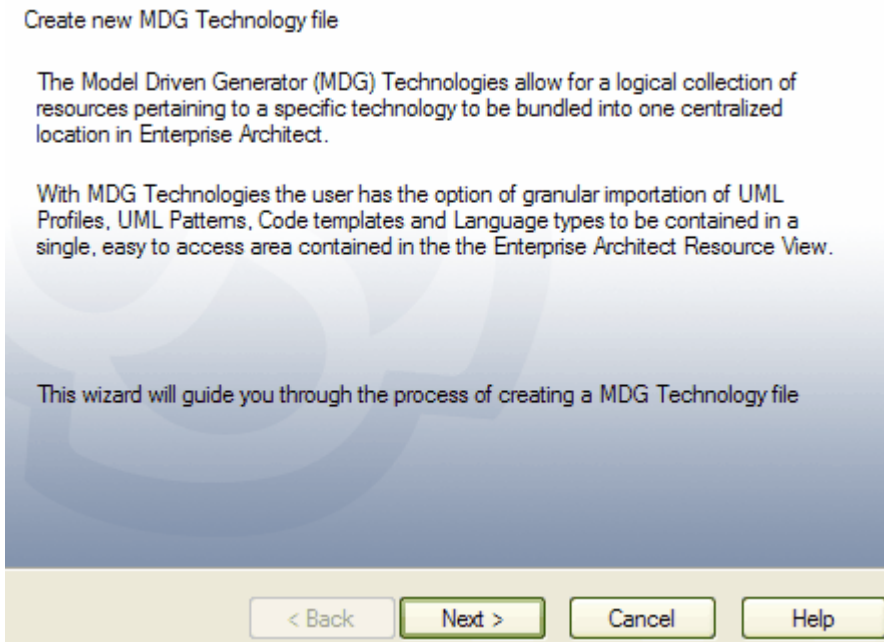 Create new MDG Technology file
The Model Driven Generator (MDG) Technologies allow for a logical collection of
resources pertaining to a specific technology to be bundled into one centralized
location in Enterprise Architect.
With MDG Technologies the user has the option of granular importation of UML
Profiles, UML Patterns, Code templates and Language types to be contained in a
single, easy to access area contained in the the Enterprise Architect Resource View.
This wizard will guide you through the process of creating a MDG Technology file
< Back Next > Cancel Help